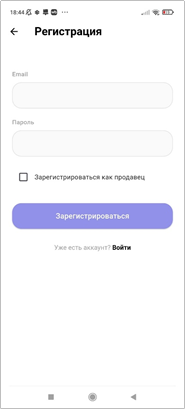 18:44
Регистрация
Email
Пароль
Зарегистрироваться как продавец
Зарегистрироваться
Уже есть аккаунт? Войти